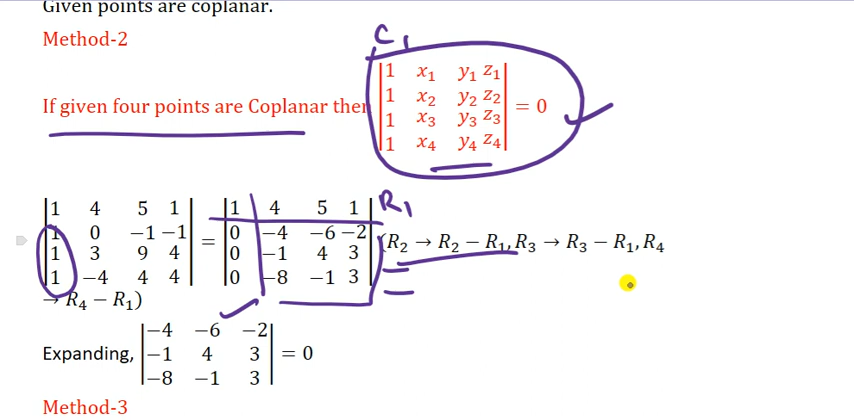 Given points are coplanar.
Method-2
C₁
If given four points are Coplanar then |1 x₁ y₁ z₁|
|1 x₂ y₂ z₂| = 0
|1 x₃ y₃ z₃|
|1 x₄ y₄ z₄|
|1 4 5 1| |1 4 5 1| R₁
|1 0 −1 −1| = |0 −4 −6 −2| (R₂ → R₂ − R₁, R₃ → R₃ − R₁, R₄
|1 3 9 4| |0 −1 4 3|
|1 −4 4 4| |0 −8 −1 3|
→ R₄ − R₁)
|−4 −6 −2|
Expanding, |−1 4 3| = 0
|−8 −1 3|
Method-3